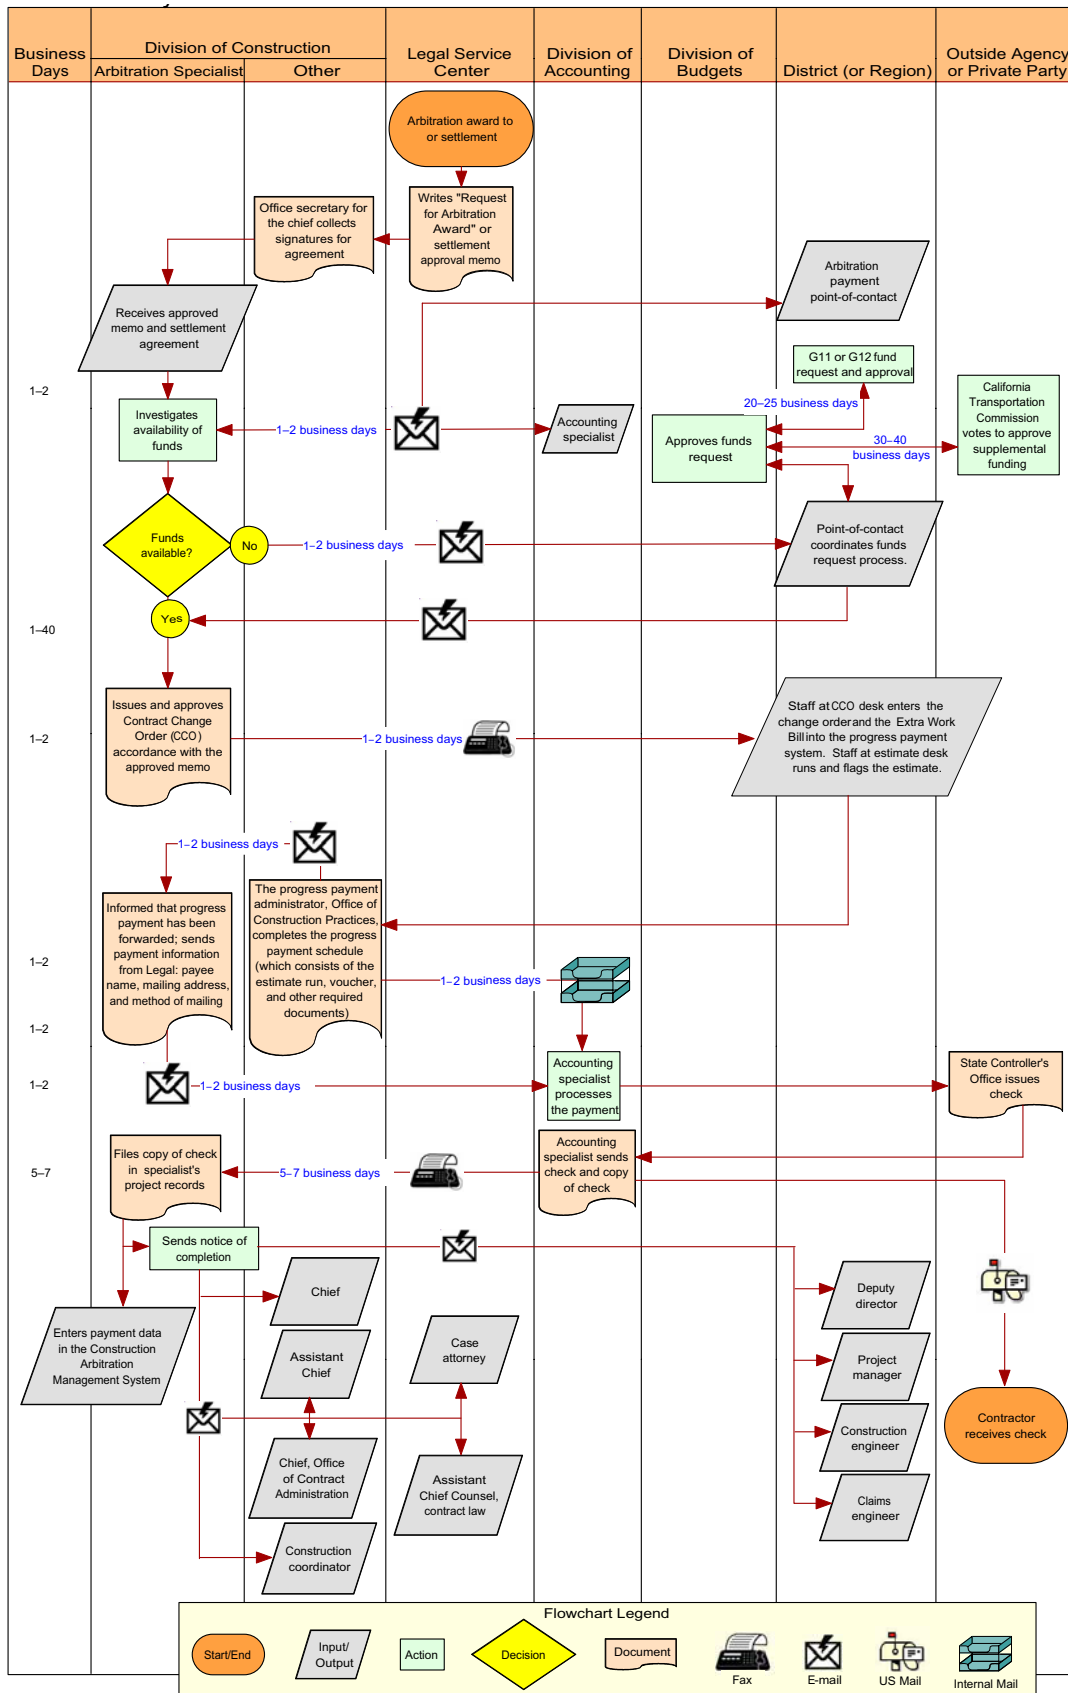 Business
Days
Division of Construction
Arbitration Specialist
Other
Legal Service
Center
Division of
Accounting
Division of
Budgets
District (or Region)
Outside Agency
or Private Party
Arbitration award to
or settlement
Writes "Request
for Arbitration
Award" or
settlement
approval memo
Office secretary for
the chief collects
signatures for
agreement
Receives approved
memo and settlement
agreement
Arbitration
payment
point-of-contact
G11 or G12 fund
request and approval
20–25 business days
1–2
Investigates
availability of
funds
1–2 business days
Accounting
specialist
Approves funds
request
30–40
business days
California
Transportation
Commission
votes to approve
supplemental
funding
Funds
available?
No
1–2 business days
Point-of-contact
coordinates funds
request process.
Yes
1–40
Issues and approves
Contract Change
Order (CCO)
accordance with the
approved memo
1–2
1–2 business days
Staff at CCO desk enters the
change orderand the Extra Work
Bill into the progress payment
system. Staff at estimate desk
runs and flags the estimate.
1–2 business days
Informed that progress
payment has been
forwarded; sends
payment information
from Legal: payee
name, mailing address,
and method of mailing
The progress payment
administrator, Office of
Construction Practices,
completes the progress
payment schedule
(which consists of the
estimate run, voucher,
and other required
documents)
1–2
1–2 business days
1–2
1–2
1–2 business days
Accounting
specialist
processes
the payment
State Controller's
Office issues
check
5–7
Files copy of check
in specialist's
project records
5–7 business days
Accounting
specialist sends
check and copy
of check
Sends notice of
completion
Chief
Deputy
director
Enters payment data
in the Construction
Arbitration
Management System
Assistant
Chief
Case
attorney
Project
manager
Contractor
receives check
Chief, Office
of Contract
Administration
Assistant
Chief Counsel,
contract law
Construction
engineer
Claims
engineer
Construction
coordinator
Flowchart Legend
Start/End
Input/
Output
Action
Decision
Document
Fax
E-mail
US Mail
Internal Mail